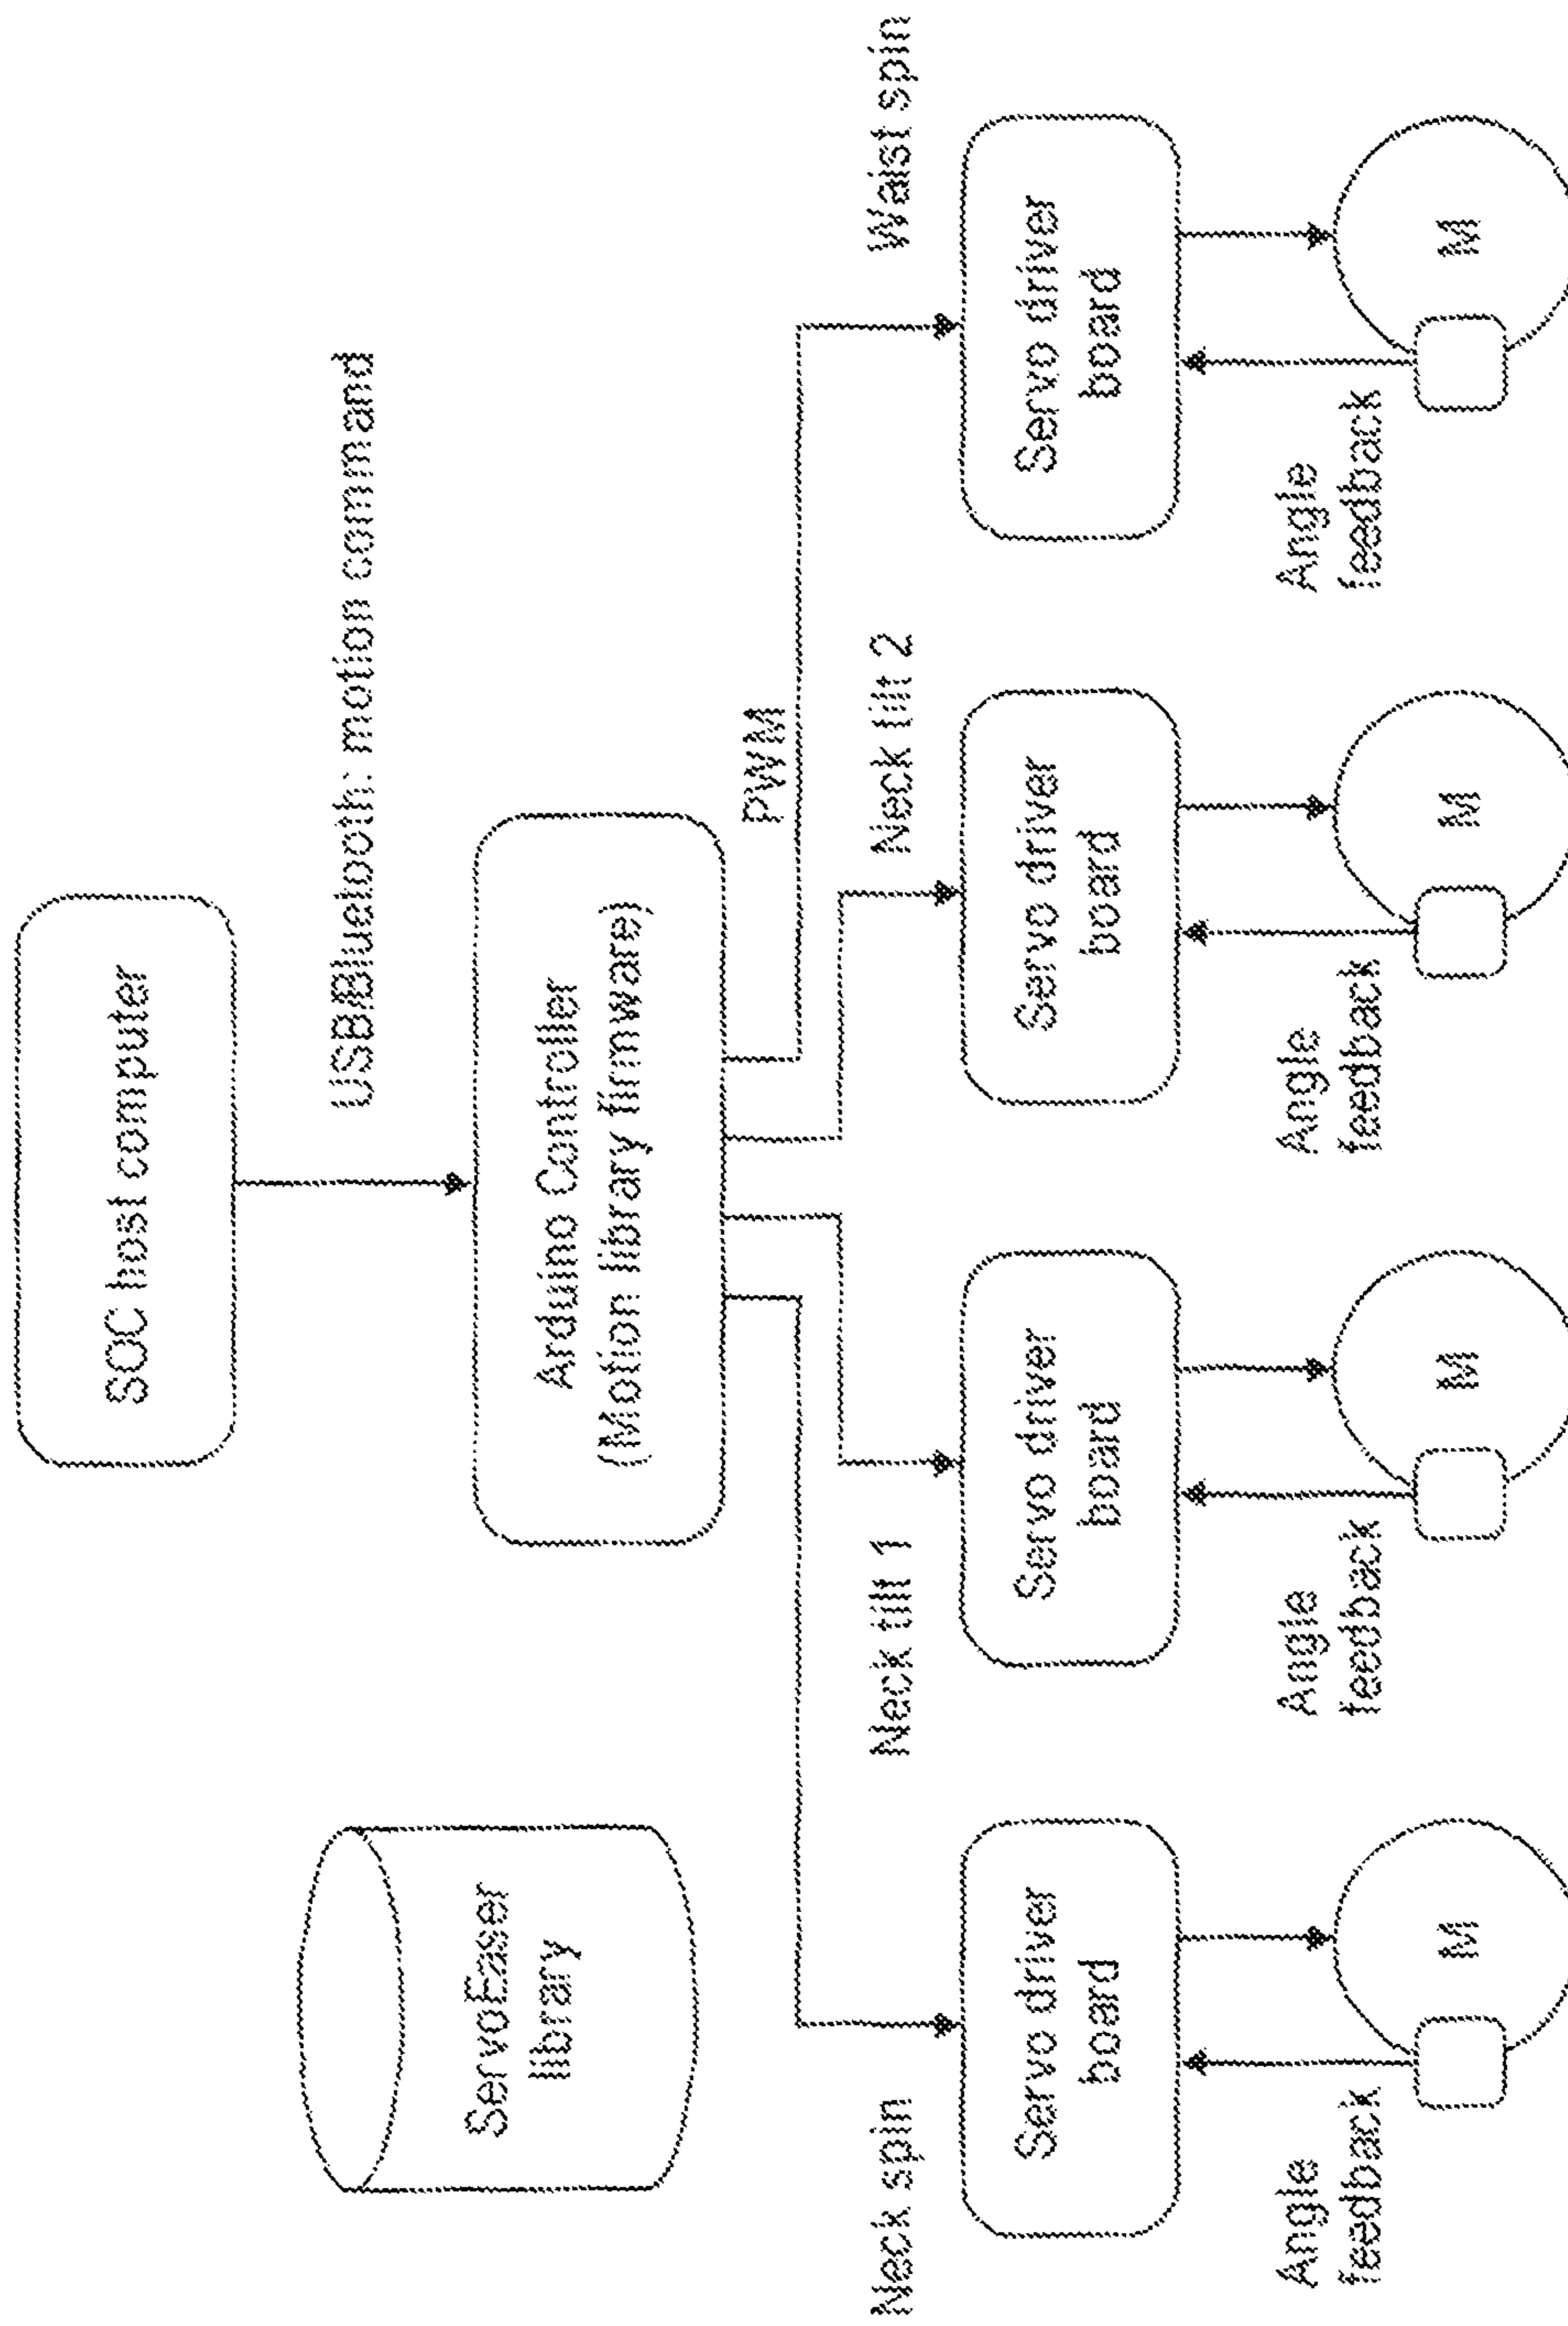 SOC host computer
USB/Bluetooth: motion command
ServoEaser
library
Arduino Controller
(Motion library firmware)
PWM
Neck spin
Neck tilt 1
Neck tilt 2
Waist spin
Servo driver
board
Servo driver
board
Servo driver
board
Servo driver
board
Angle
feedback
Angle
feedback
Angle
feedback
Angle
feedback
M
M
M
M